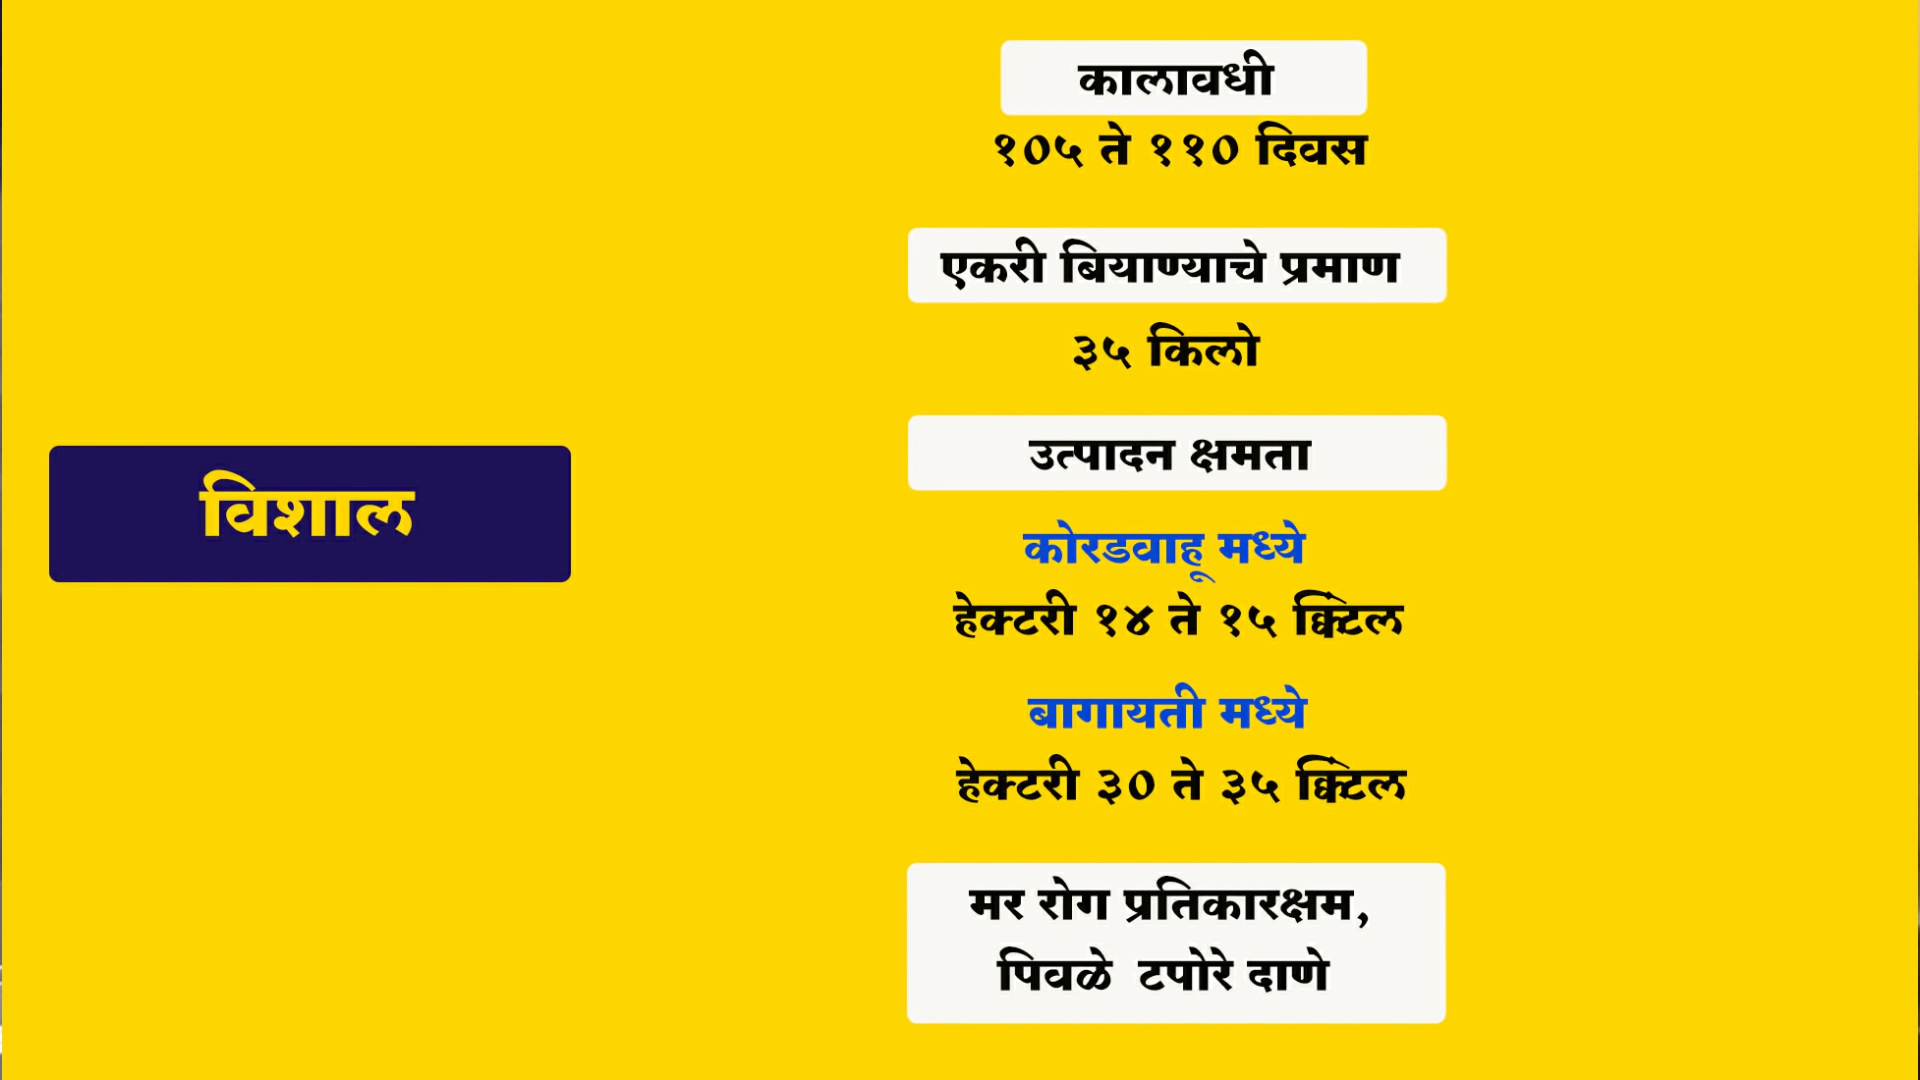 विशाल
कालावधी
१०५ ते ११० दिवस
एकरी बियाण्याचे प्रमाण
३५ किलो
उत्पादन क्षमता
कोरडवाहू मध्ये
हेक्टरी १४ ते १५ क्विंटल
बागायती मध्ये
हेक्टरी ३० ते ३५ क्विंटल
मर रोग प्रतिकारक्षम,
पिवळे टपोरे दाणे